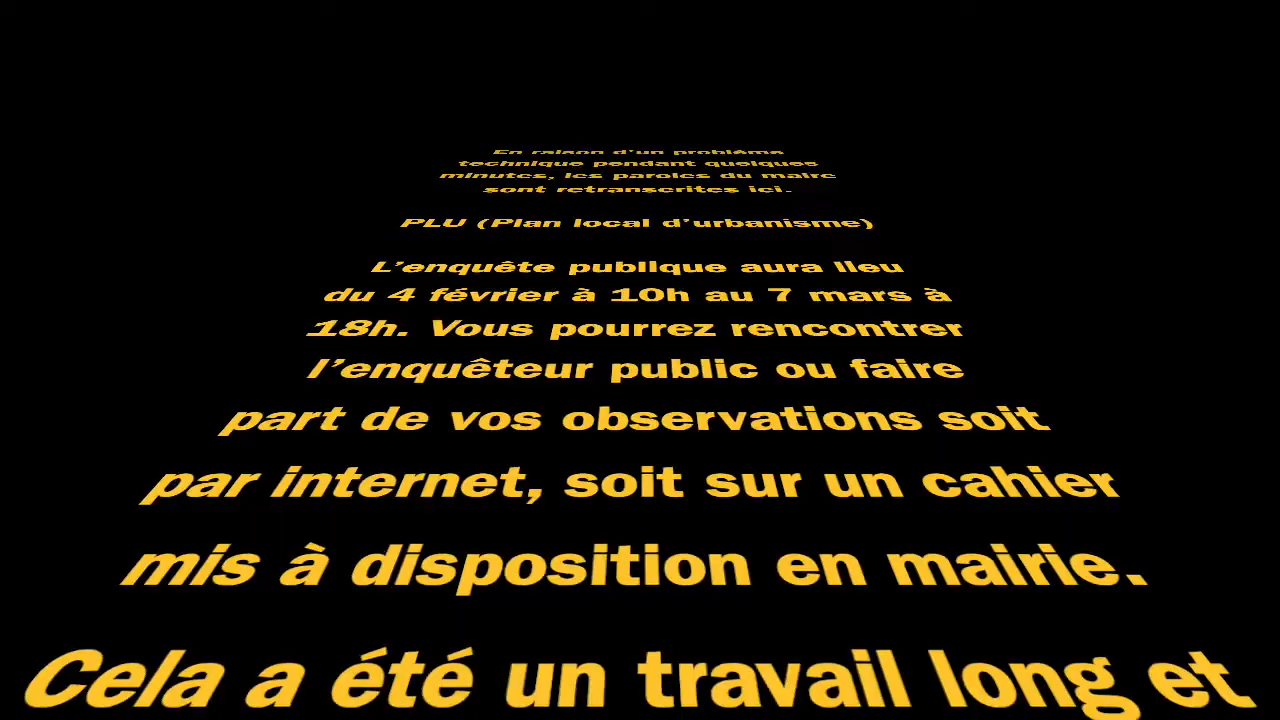 En raison d’un problème
technique pendant quelques
minutes, les paroles du maire
sont retranscrites ici.
PLU (Plan local d’urbanisme)
L’enquête publique aura lieu
du 4 février à 10h au 7 mars à
18h. Vous pourrez rencontrer
l’enquêteur public ou faire
part de vos observations soit
par internet, soit sur un cahier
mis à disposition en mairie.
Cela a été un travail long et